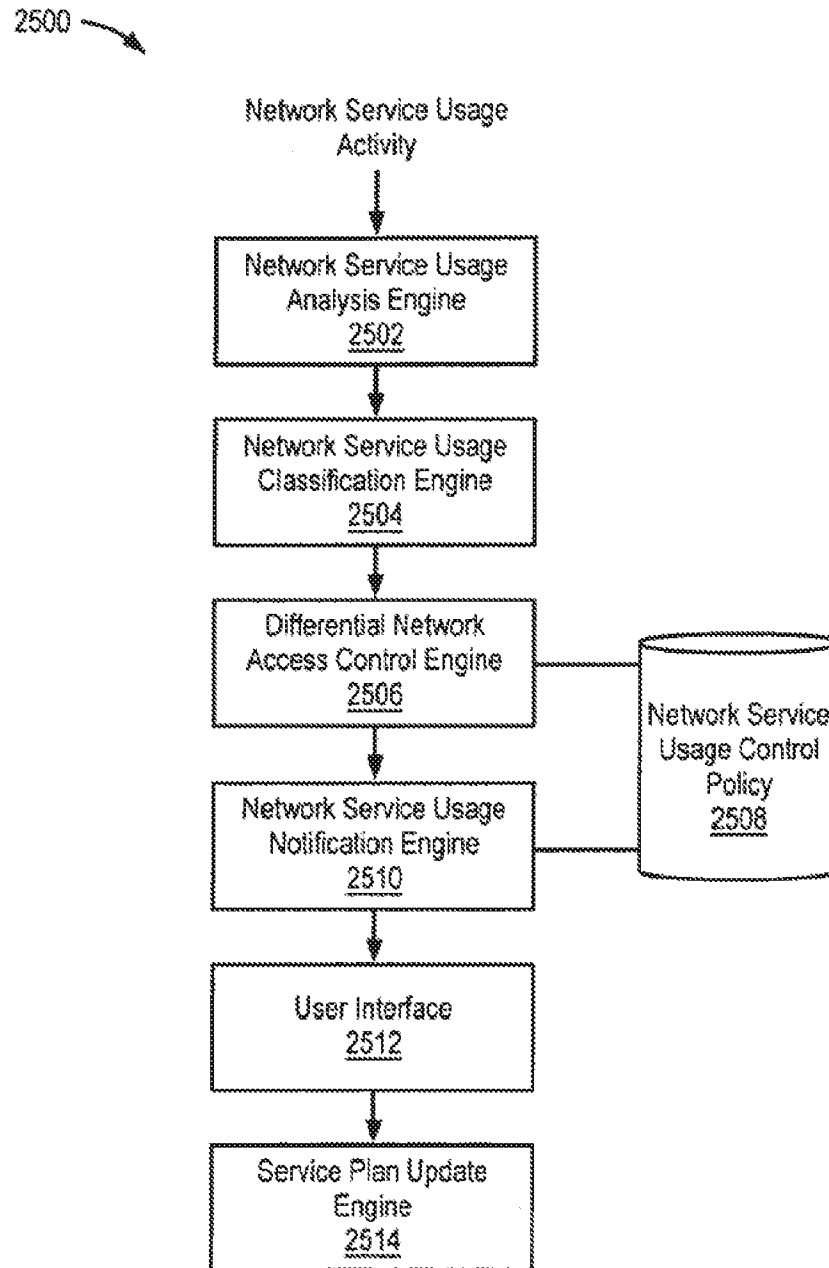 2500
Network Service Usage
Activity
Network Service Usage
Analysis Engine
2502
Network Service Usage
Classification Engine
2504
Differential Network
Access Control Engine
2506
Network Service
Usage Control
Policy
2508
Network Service Usage
Notification Engine
2510
User Interface
2512
Service Plan Update
Engine
2514